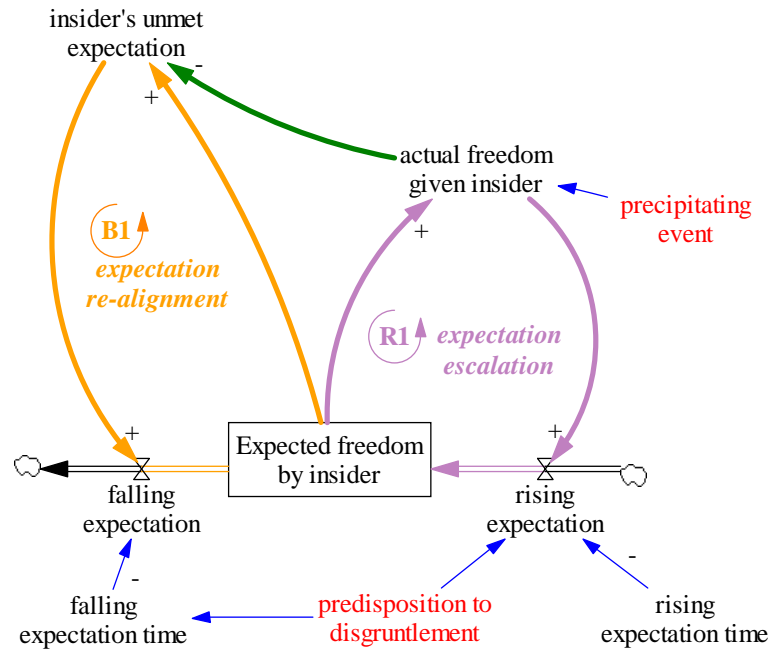 insider's unmet
expectation
-
+
actual freedom
given insider
precipitating
event
+
B1
expectation
re-alignment
R1
expectation
escalation
+
+
Expected freedom
by insider
falling
expectation
rising
expectation
-
-
falling
expectation time
predisposition to
disgruntlement
rising
expectation time